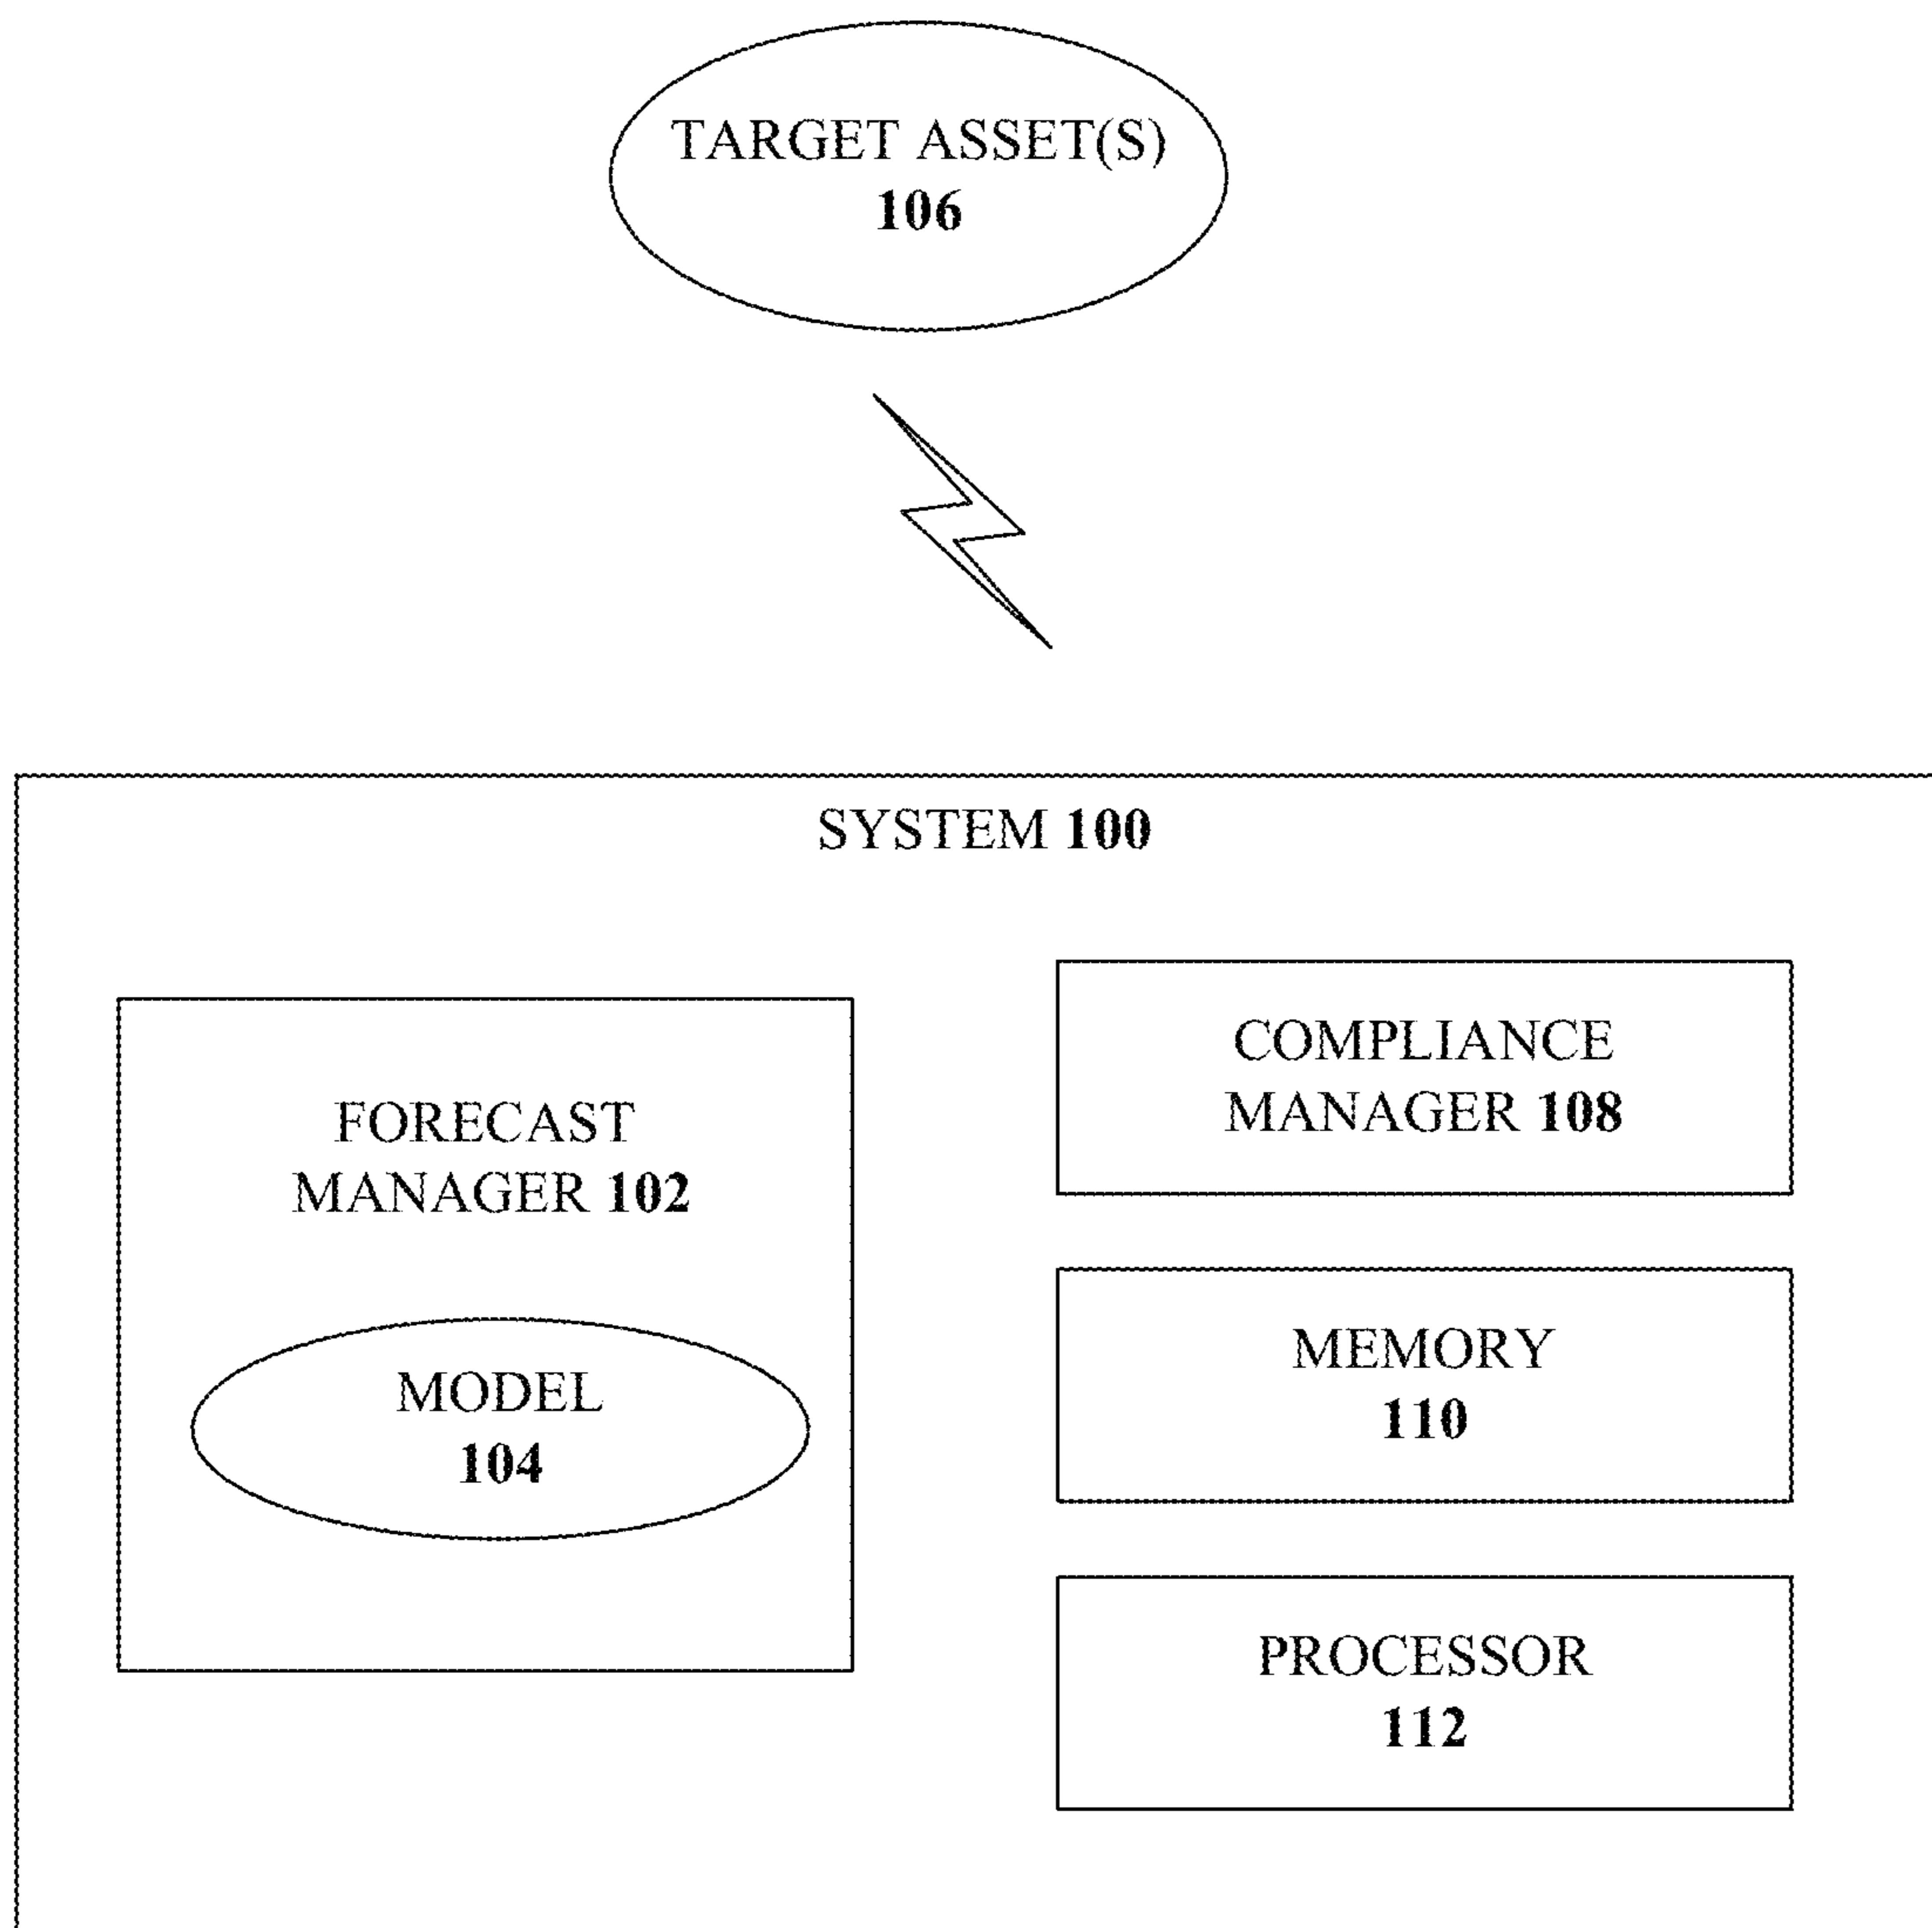 TARGET ASSET(S)
106
SYSTEM 100
FORECAST
MANAGER 102
MODEL
104
COMPLIANCE
MANAGER 108
MEMORY
110
PROCESSOR
112